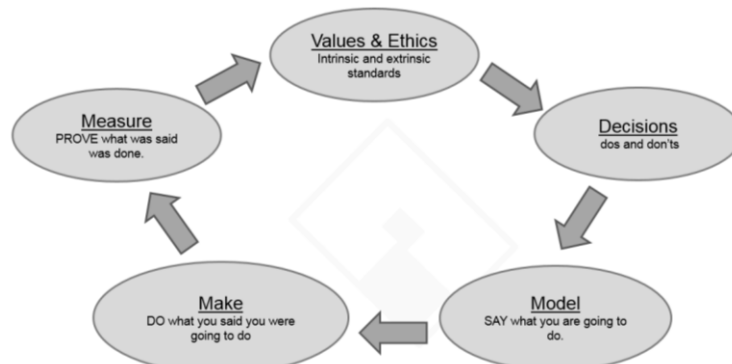 Values & Ethics
Intrinsic and extrinsic
standards
Decisions
dos and don'ts
Model
SAY what you are going to
do.
Make
DO what you said you were
going to do
Measure
PROVE what was said
was done.